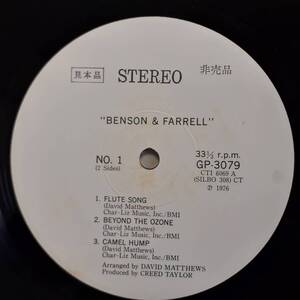 見本品 STEREO 非売品
"BENSON & FARRELL"
NO. 1
(2 Sides)
33⅓ r.p.m.
GP-3079
CTI 6069 A
(SILBO 308) CT
℗ 1976
1. FLUTE SONG
(David Matthews)
Char-Liz Music, Inc./BMI
2. BEYOND THE OZONE
(David Matthews)
Char-Liz Music, Inc./BMI
3. CAMEL HUMP
(David Matthews)
Char-Liz Music, Inc./BMI
Arranged by DAVID MATTHEWS
Produced by CREED TAYLOR